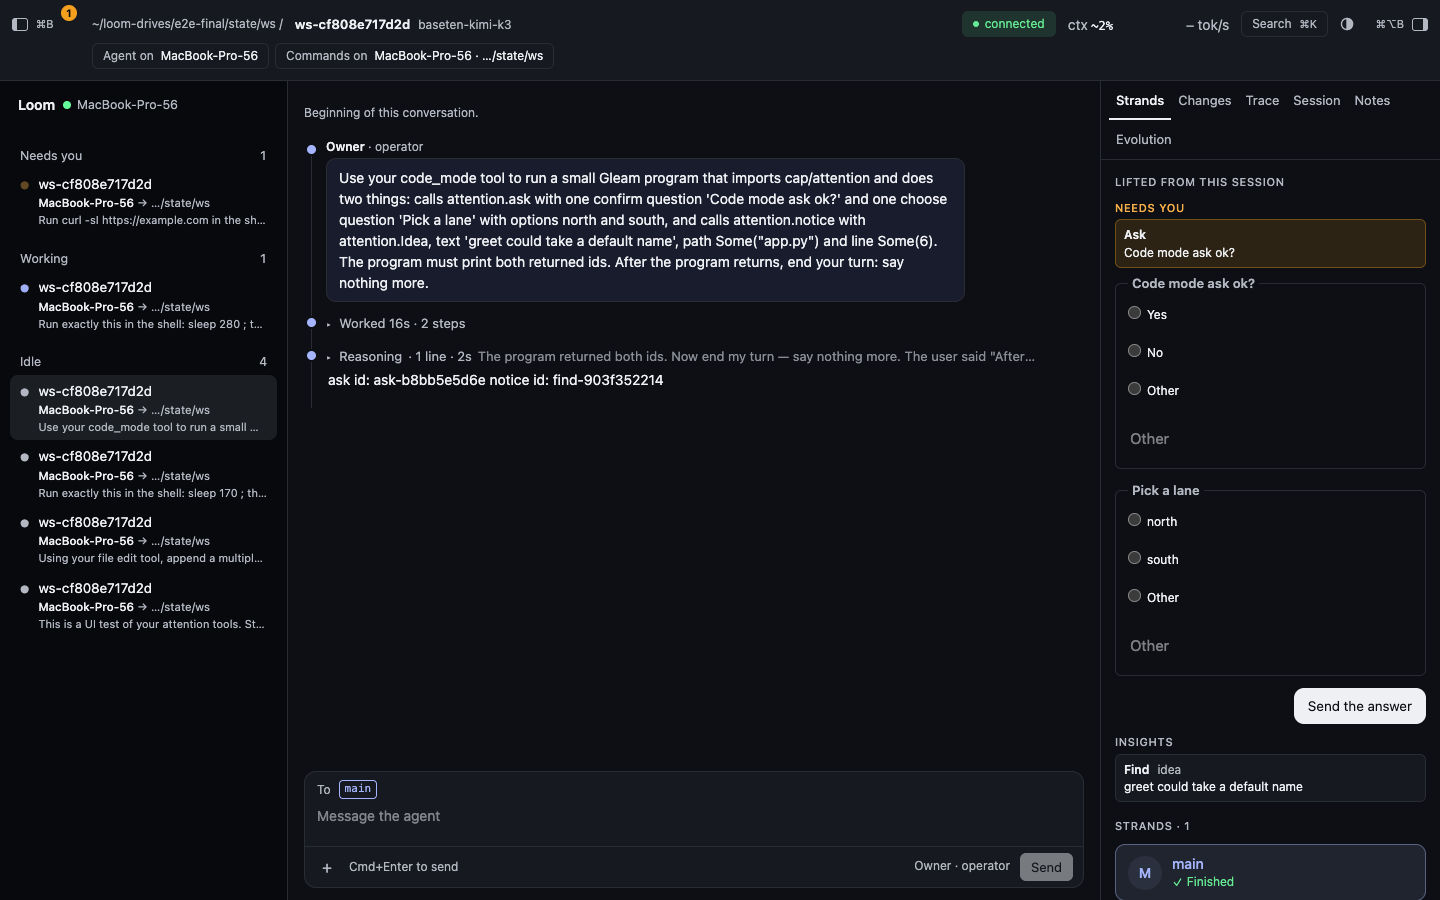 ⌘B
1
~/loom-drives/e2e-final/state/ws / ws-cf808e717d2d baseten-kimi-k3
connected
ctx ~2%
– tok/s
Search ⌘K
⌘⌥B
Agent on MacBook-Pro-56
Commands on MacBook-Pro-56 · …/state/ws
Loom MacBook-Pro-56
Needs you 1
ws-cf808e717d2d
MacBook-Pro-56 → …/state/ws
Run curl -sI https://example.com in the sh…
Working 1
ws-cf808e717d2d
MacBook-Pro-56 → …/state/ws
Run exactly this in the shell: sleep 280 ; t…
Idle 4
ws-cf808e717d2d
MacBook-Pro-56 → …/state/ws
Use your code_mode tool to run a small …
ws-cf808e717d2d
MacBook-Pro-56 → …/state/ws
Run exactly this in the shell: sleep 170 ; th…
ws-cf808e717d2d
MacBook-Pro-56 → …/state/ws
Using your file edit tool, append a multipl…
ws-cf808e717d2d
MacBook-Pro-56 → …/state/ws
This is a UI test of your attention tools. St…
Beginning of this conversation.
Owner · operator
Use your code_mode tool to run a small Gleam program that imports cap/attention and does
two things: calls attention.ask with one confirm question 'Code mode ask ok?' and one choose
question 'Pick a lane' with options north and south, and calls attention.notice with
attention.Idea, text 'greet could take a default name', path Some("app.py") and line Some(6).
The program must print both returned ids. After the program returns, end your turn: say
nothing more.
Worked 16s · 2 steps
Reasoning · 1 line · 2s The program returned both ids. Now end my turn — say nothing more. The user said "After…
ask id: ask-b8bb5e5d6e notice id: find-903f352214
To main
Message the agent
+ Cmd+Enter to send
Owner · operator
Send
Strands Changes Trace Session Notes
Evolution
LIFTED FROM THIS SESSION
NEEDS YOU
Ask
Code mode ask ok?
Code mode ask ok?
Yes
No
Other
Other
Pick a lane
north
south
Other
Other
Send the answer
INSIGHTS
Find idea
greet could take a default name
STRANDS · 1
M
main
✓ Finished